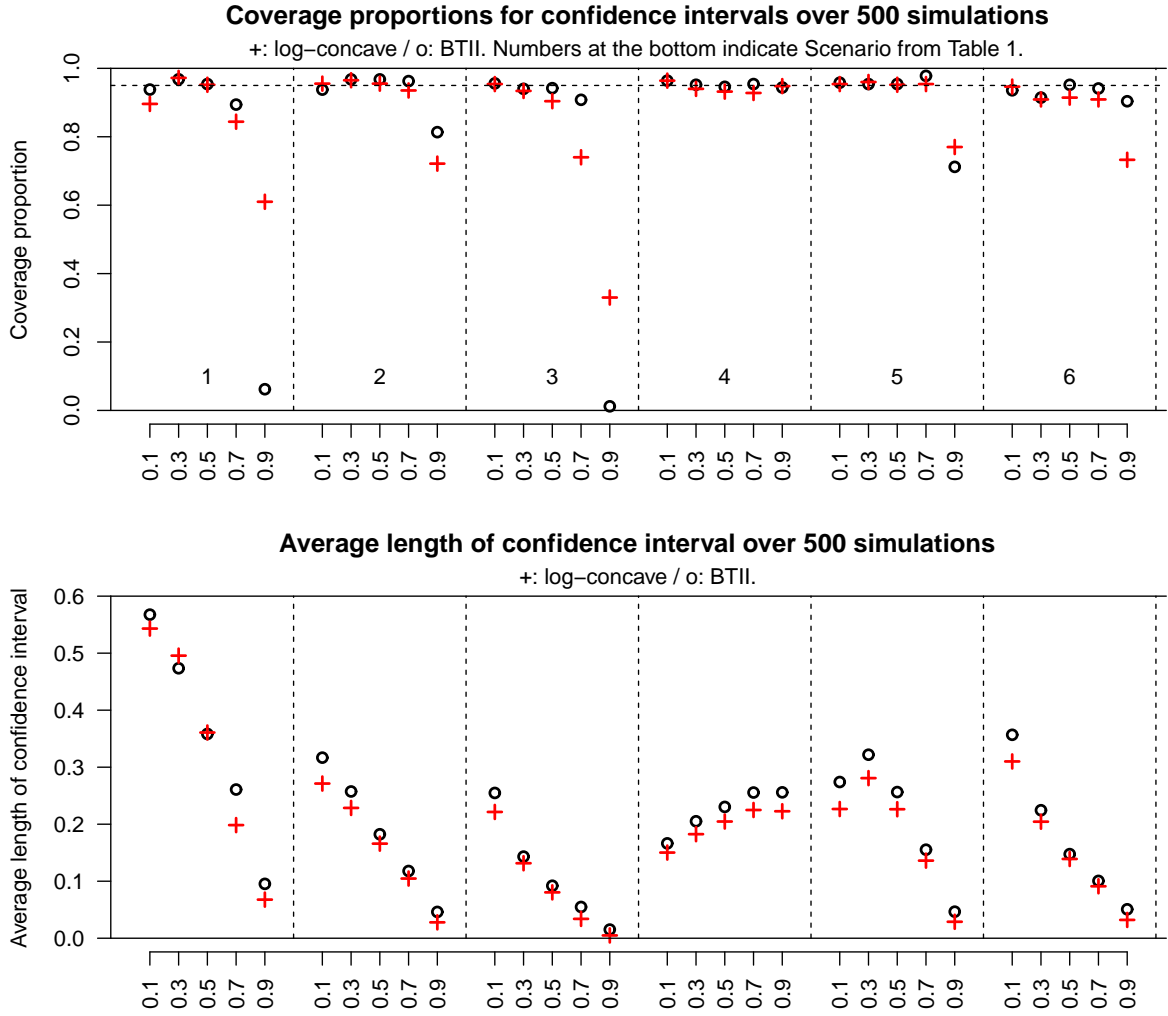 Coverage proportions for confidence intervals over 500 simulations
+: log−concave / o: BTII. Numbers at the bottom indicate Scenario from Table 1.
Coverage proportion
1.0
0.8
0.6
0.4
0.2
0.0
1 2 3 4 5 6
0.1 0.3 0.5 0.7 0.9 0.1 0.3 0.5 0.7 0.9 0.1 0.3 0.5 0.7 0.9 0.1 0.3 0.5 0.7 0.9 0.1 0.3 0.5 0.7 0.9 0.1 0.3 0.5 0.7 0.9
Average length of confidence interval over 500 simulations
+: log−concave / o: BTII.
Average length of confidence interval
0.6
0.5
0.4
0.3
0.2
0.1
0.0
0.1 0.3 0.5 0.7 0.9 0.1 0.3 0.5 0.7 0.9 0.1 0.3 0.5 0.7 0.9 0.1 0.3 0.5 0.7 0.9 0.1 0.3 0.5 0.7 0.9 0.1 0.3 0.5 0.7 0.9